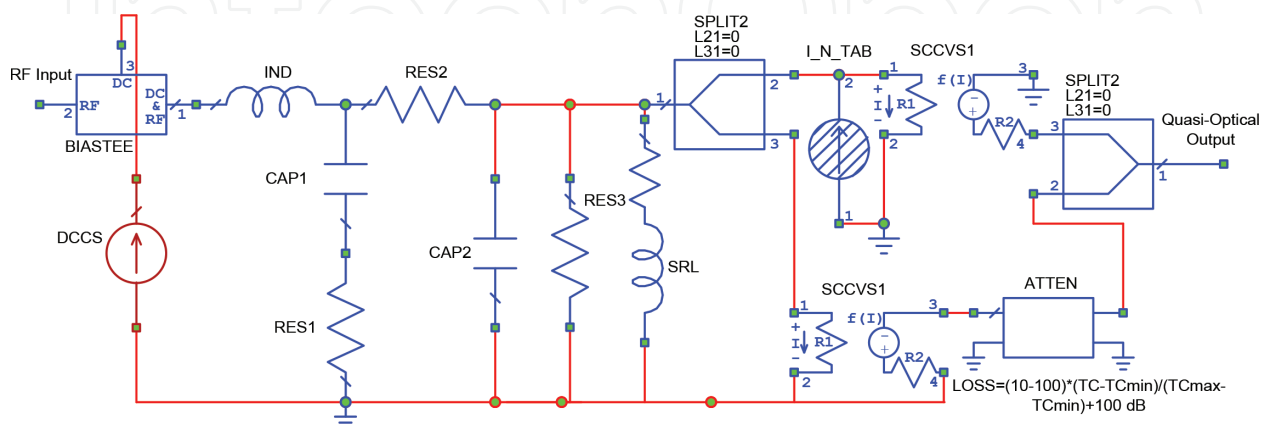 SPLIT2
L21=0
L31=0
I_N_TAB
SCCVS1
RF Input
3
DC
IND
RES2
2
2
1
+
I
-
R1
f(I)
-
+
3
SPLIT2
L21=0
L31=0
2
RF
DC
&
RF
1
1
3
2
R2
4
3
Quasi-Optical
Output
BIASTEE
CAP1
RES3
1
2
1
DCCS
CAP2
SRL
SCCVS1
ATTEN
RES1
1
+
I
-
R1
2
f(I)
-
+
3
R2
4
LOSS=(10-100)*(TC-TCmin)/(TCmax-
TCmin)+100 dB